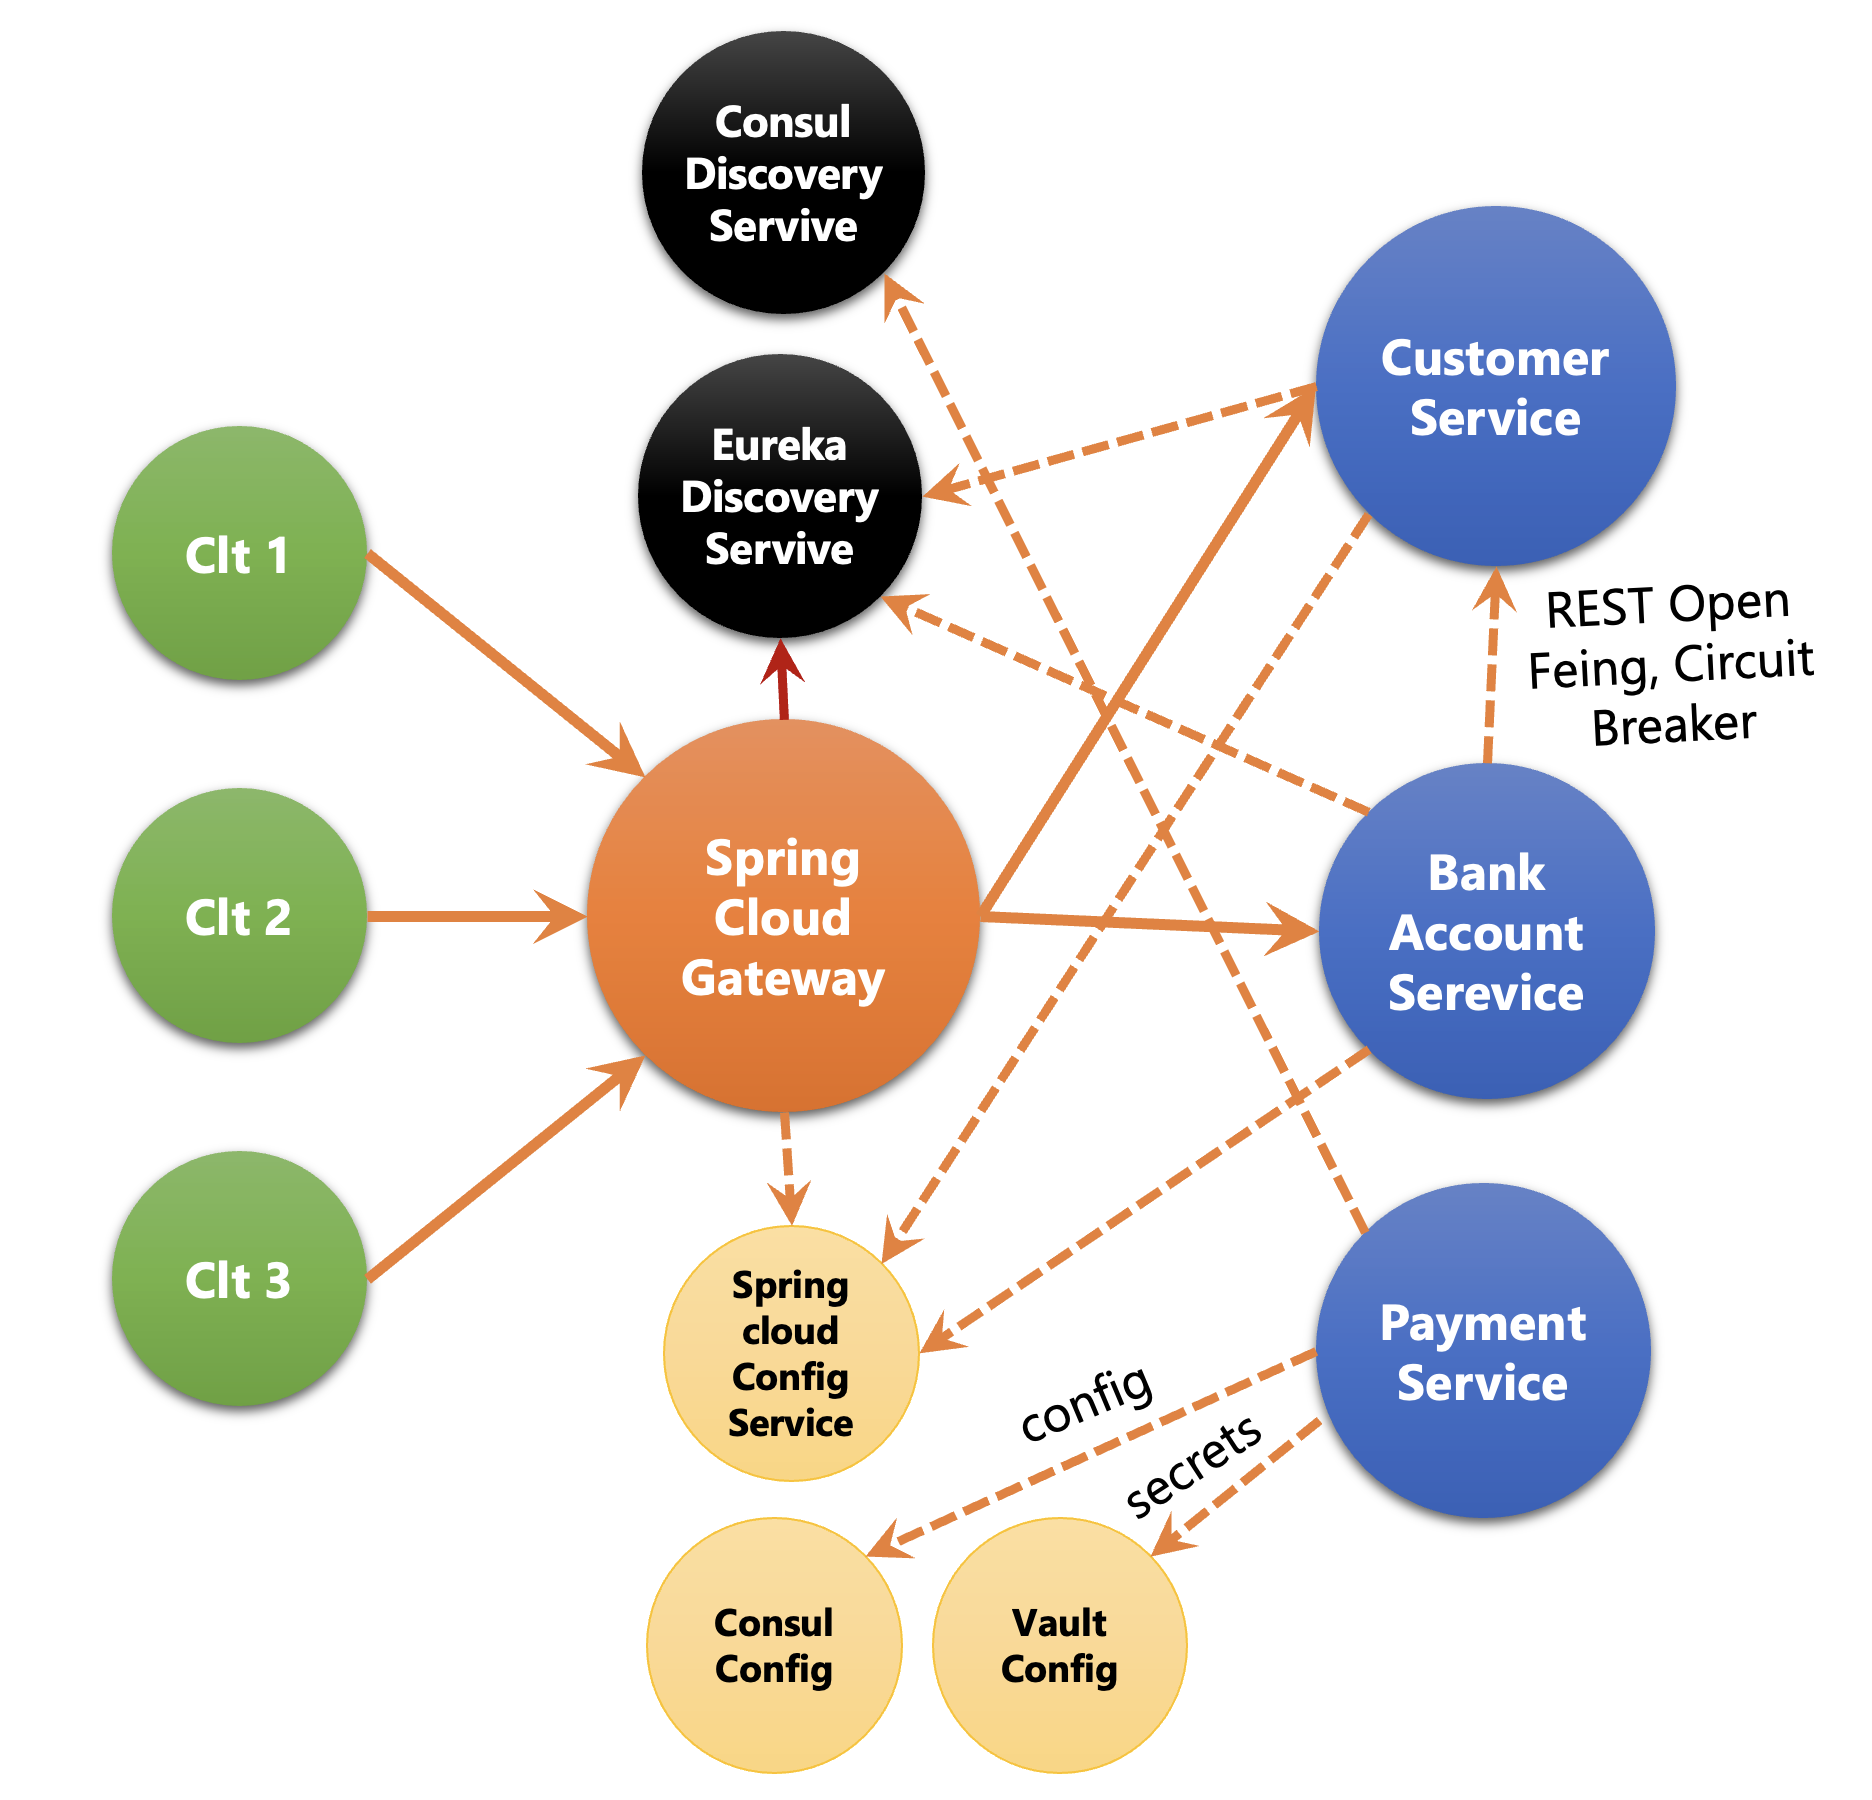 Consul
Discovery
Servive
Eureka
Discovery
Servive
Customer
Service
Clt 1
REST Open
Feing, Circuit
Breaker
Clt 2
Spring
Cloud
Gateway
Bank
Account
Serevice
Clt 3
Spring
cloud
Config
Service
Payment
Service
config
secrets
Consul
Config
Vault
Config